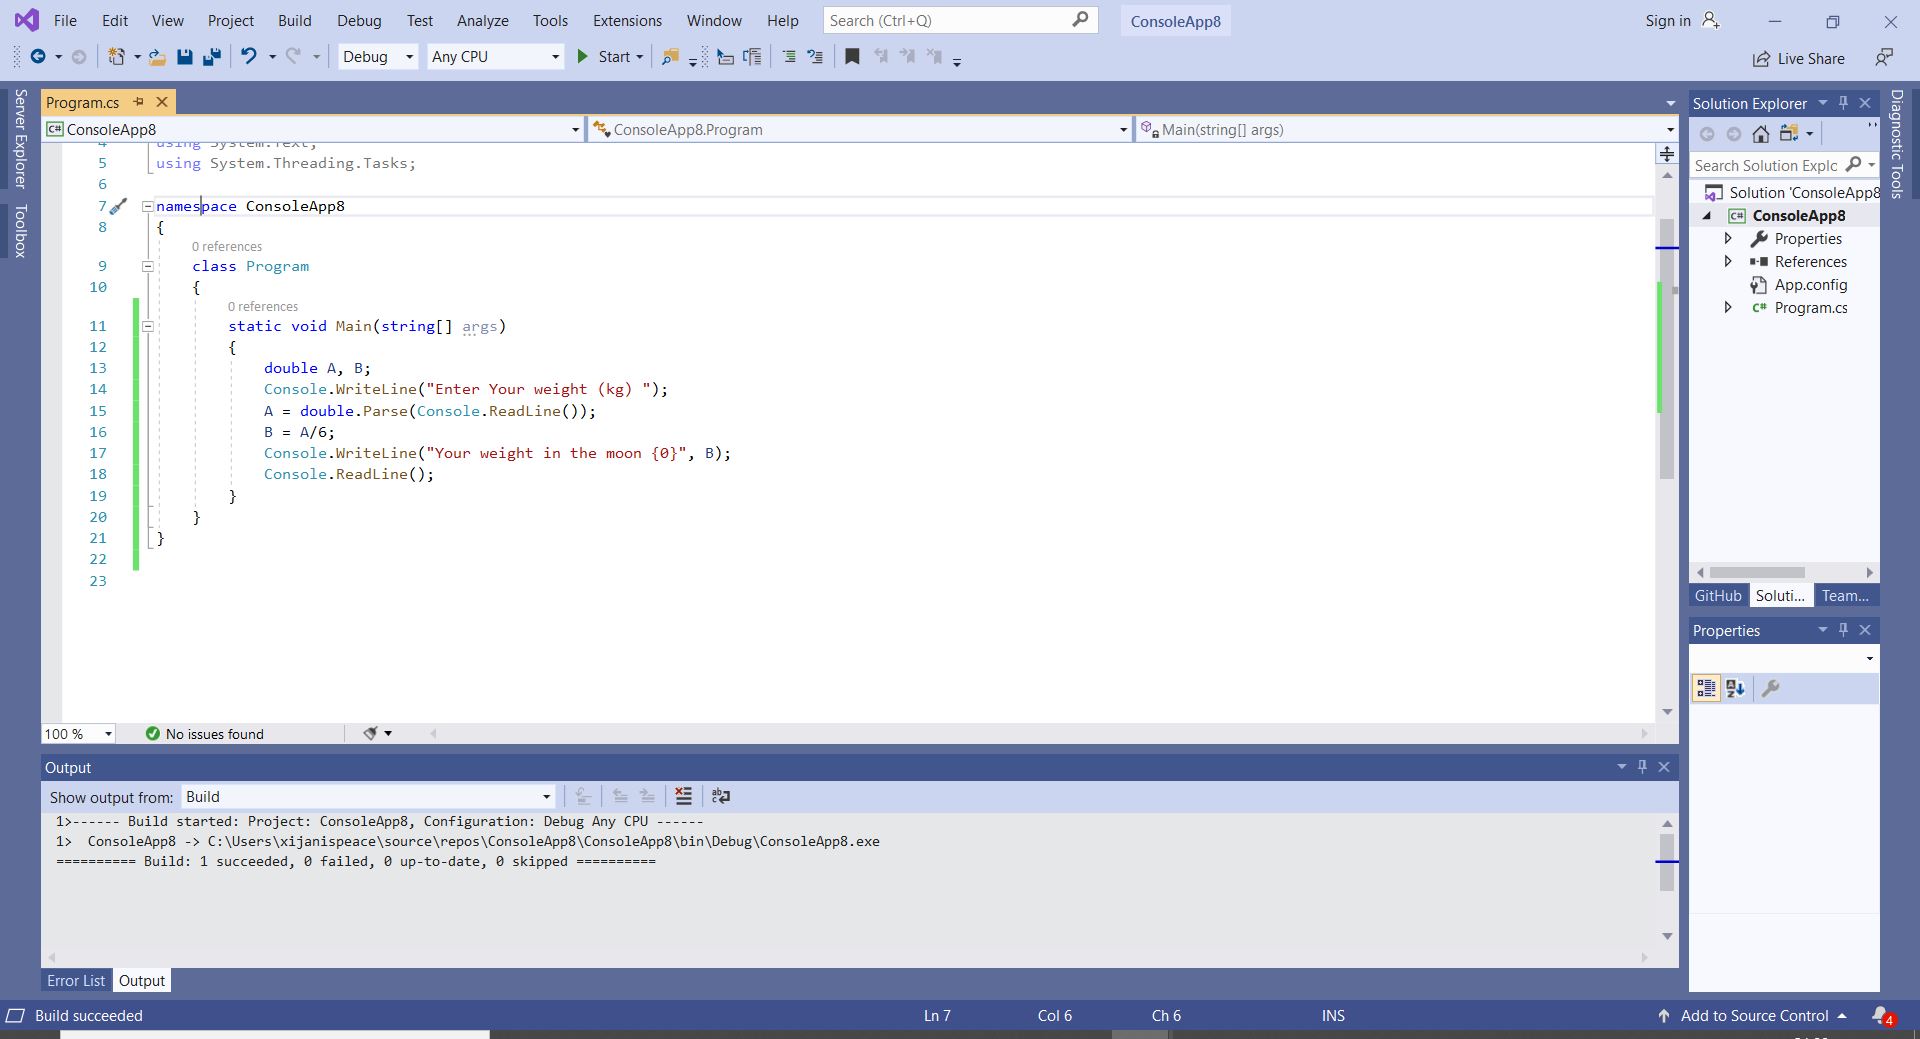 File Edit View Project Build Debug Test Analyze Tools Extensions Window Help Search (Ctrl+Q) ConsoleApp8 Sign in
Debug Any CPU Start Live Share
Server Explorer
Toolbox
Program.cs
C# ConsoleApp8 ConsoleApp8.Program Main(string[] args)
4 using System.Text;
5 using System.Threading.Tasks;
6
7 namespace ConsoleApp8
8 {
0 references
9 class Program
10 {
0 references
11 static void Main(string[] args)
12 {
13 double A, B;
14 Console.WriteLine("Enter Your weight (kg) ");
15 A = double.Parse(Console.ReadLine());
16 B = A/6;
17 Console.WriteLine("Your weight in the moon {0}", B);
18 Console.ReadLine();
19 }
20 }
21 }
22
23
100 % No issues found
Output
Show output from: Build
1>------ Build started: Project: ConsoleApp8, Configuration: Debug Any CPU ------
1>  ConsoleApp8 -> C:\Users\xijanispeace\source\repos\ConsoleApp8\ConsoleApp8\bin\Debug\ConsoleApp8.exe
========== Build: 1 succeeded, 0 failed, 0 up-to-date, 0 skipped ==========
Error List Output
Solution Explorer
Search Solution Explo
Solution 'ConsoleApp8
C# ConsoleApp8
Properties
References
App.config
C# Program.cs
GitHub Soluti... Team...
Properties
Diagnostic Tools
Build succeeded Ln 7 Col 6 Ch 6 INS Add to Source Control 4